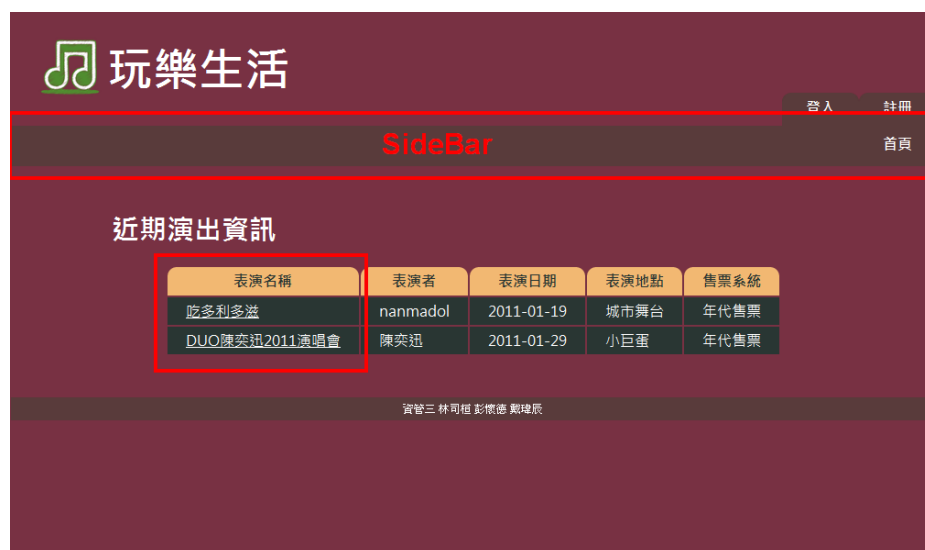 玩樂生活
登入 註冊
SideBar
首頁
近期演出資訊
表演名稱 表演者 表演日期 表演地點 售票系統
吃多利多滋 nanmadol 2011-01-19 城市舞台 年代售票
DUO陳奕迅2011演唱會 陳奕迅 2011-01-29 小巨蛋 年代售票
資管三 林司桓 彭懷德 戴瑋辰